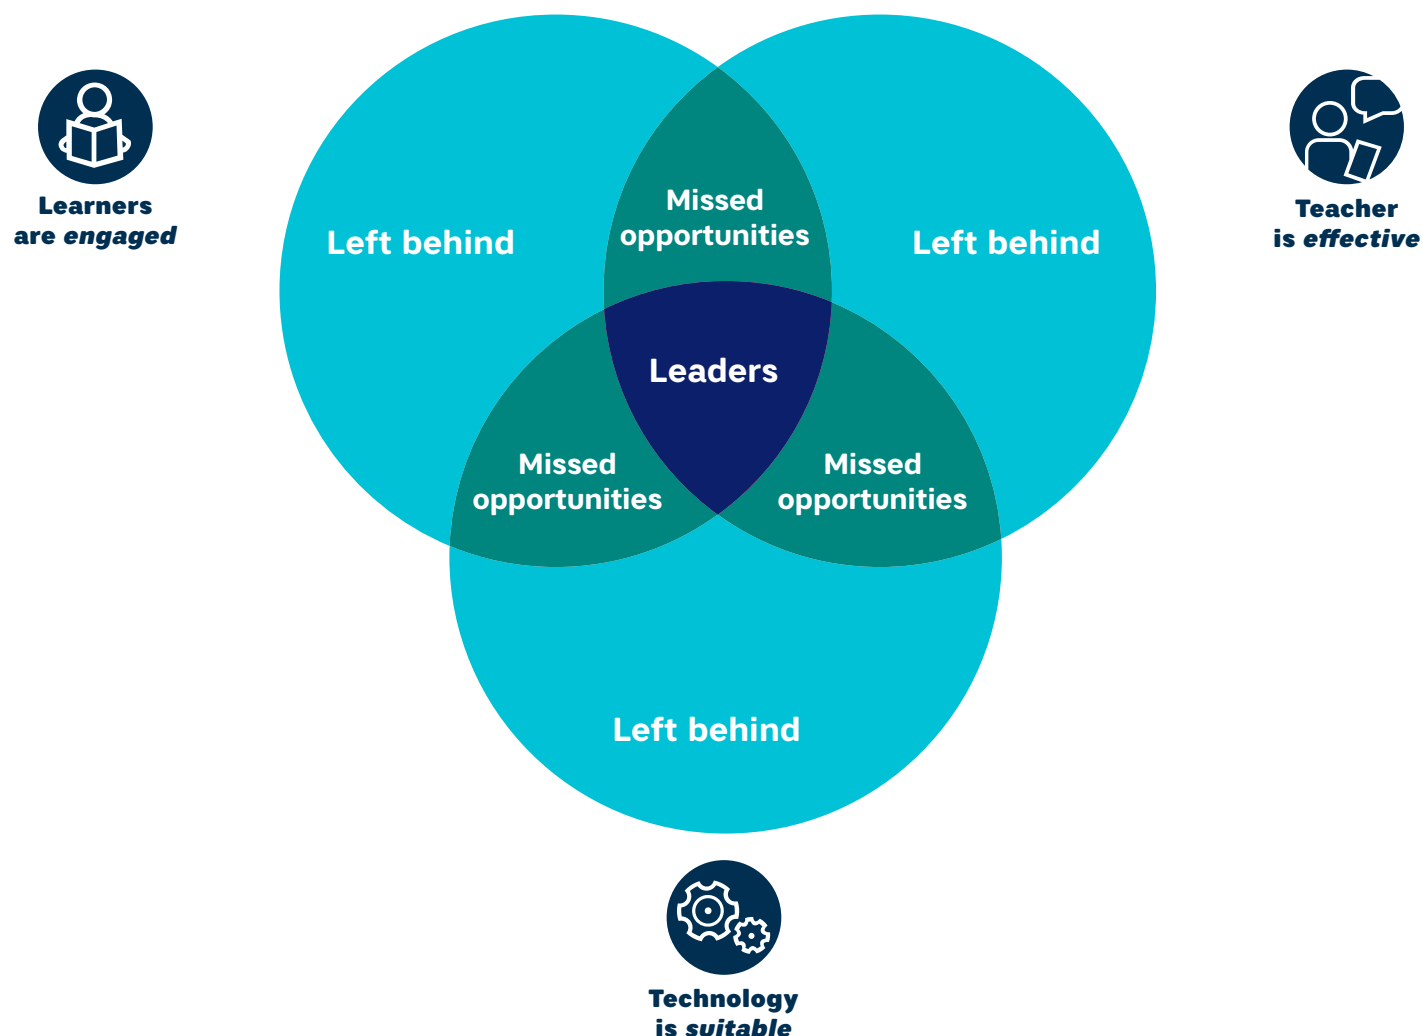 Learners
are engaged
Teacher
is effective
Missed
opportunities
Left behind
Left behind
Leaders
Missed
opportunities
Missed
opportunities
Left behind
Technology
is suitable